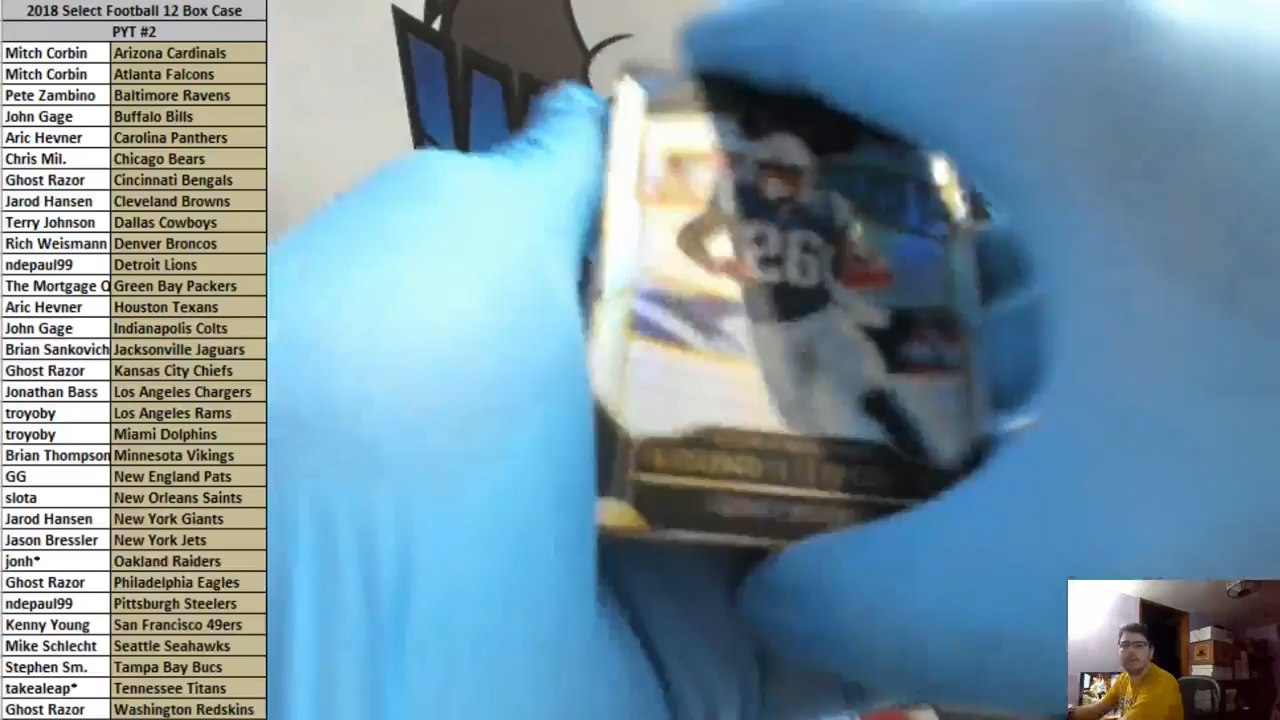 2018 Select Football 12 Box Case
PYT #2
Mitch Corbin Arizona Cardinals
Mitch Corbin Atlanta Falcons
Pete Zambino Baltimore Ravens
John Gage Buffalo Bills
Aric Hevner Carolina Panthers
Chris Mil. Chicago Bears
Ghost Razor Cincinnati Bengals
Jarod Hansen Cleveland Browns
Terry Johnson Dallas Cowboys
Rich Weismann Denver Broncos
ndepaul99 Detroit Lions
The Mortgage Q Green Bay Packers
Aric Hevner Houston Texans
John Gage Indianapolis Colts
Brian Sankovich Jacksonville Jaguars
Ghost Razor Kansas City Chiefs
Jonathan Bass Los Angeles Chargers
troyoby Los Angeles Rams
troyoby Miami Dolphins
Brian Thompson Minnesota Vikings
GG New England Pats
slota New Orleans Saints
Jarod Hansen New York Giants
Jason Bressler New York Jets
jonh* Oakland Raiders
Ghost Razor Philadelphia Eagles
ndepaul99 Pittsburgh Steelers
Kenny Young San Francisco 49ers
Mike Schlecht Seattle Seahawks
Stephen Sm. Tampa Bay Bucs
takealeap* Tennessee Titans
Ghost Razor Washington Redskins
26